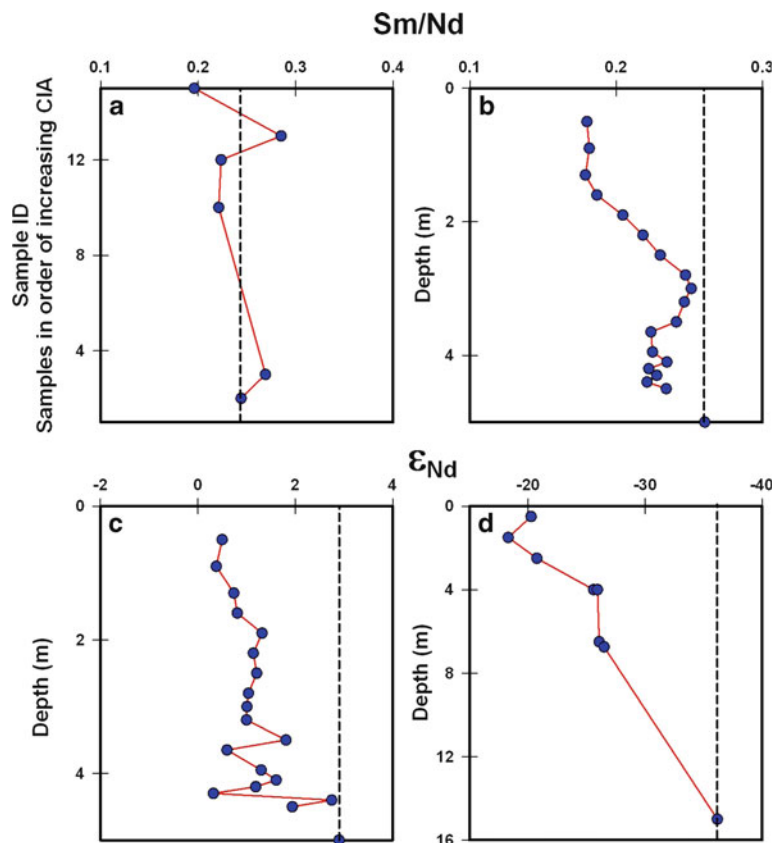 Sm/Nd
0.1 0.2 0.3 0.4
0.1 0.2 0.3
a
b
Sample ID
Samples in order of increasing CIA
12
8
4
Depth (m)
0
2
4
εNd
-2 0 2 4
-20 -30 -40
c
d
Depth (m)
0
2
4
Depth (m)
0
4
8
12
16